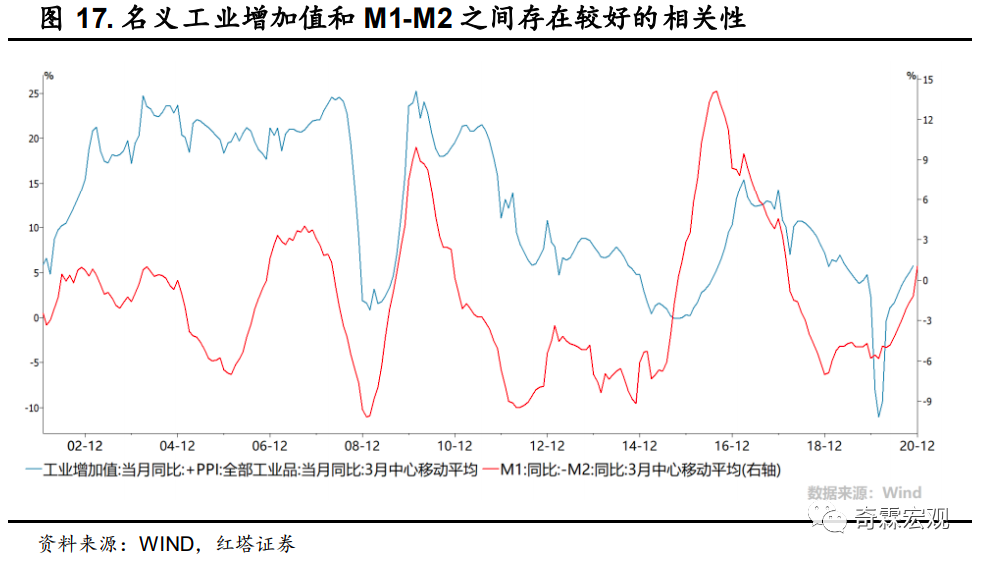 图 17. 名义工业增加值和 M1-M2 之间存在较好的相关性
% %
25 20 15 10 5 0 -5 -10
15 12 9 6 3 0 -3 -6 -9
02-12 04-12 06-12 08-12 10-12 12-12 14-12 16-12 18-12 20-12
工业增加值:当月同比:+PPI:全部工业品:当月同比:3月中心移动平均 M1:同比:-M2:同比:3月中心移动平均(右轴)
数据来源：Wind
奇霖宏观
资料来源：WIND，红塔证券